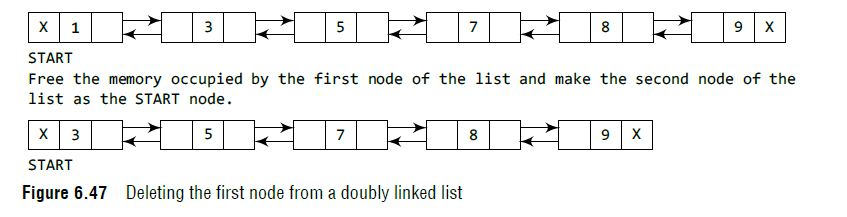 X 1 3 5 7 8 9 X
START
Free the memory occupied by the first node of the list and make the second node of the
list as the START node.
X 3 5 7 8 9 X
START
Figure 6.47 Deleting the first node from a doubly linked list